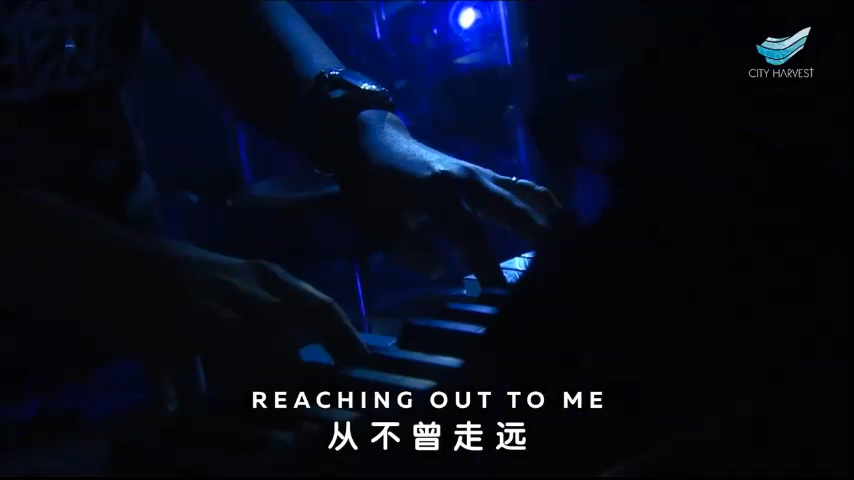 CITY HARVEST
REACHING OUT TO ME
从不曾走远